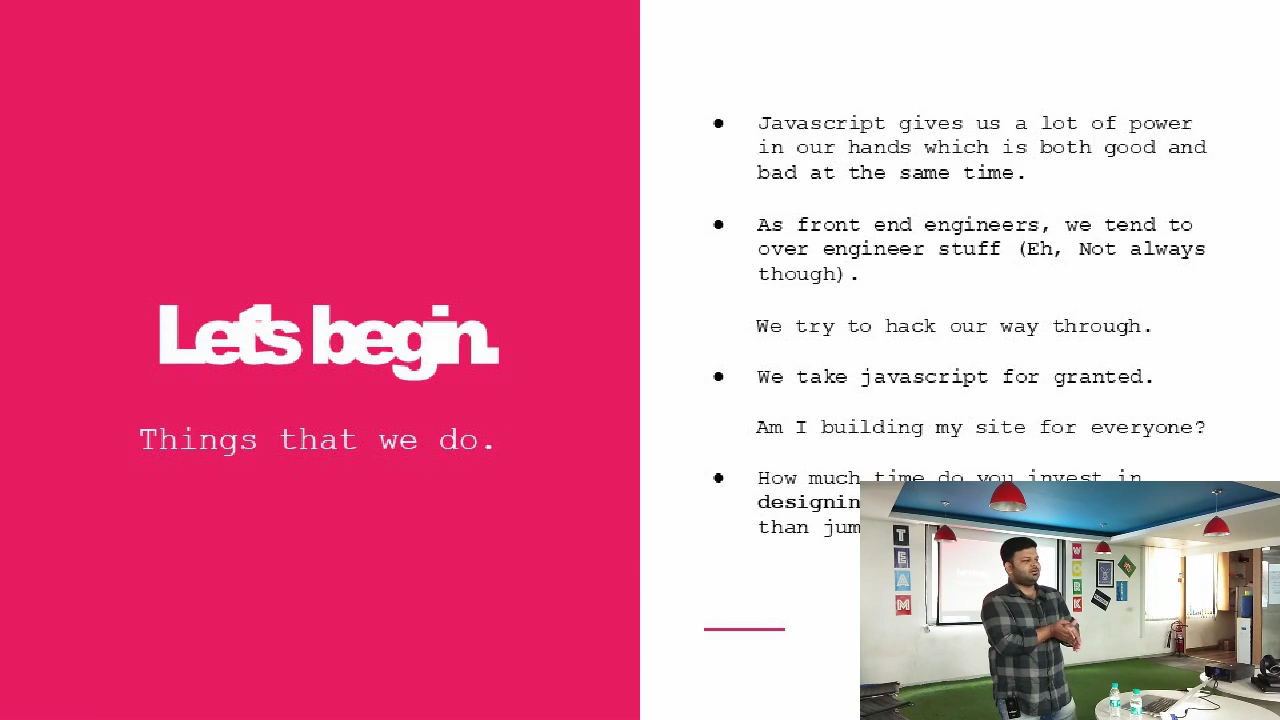 Let's begin.
Things that we do.
● Javascript gives us a lot of power
in our hands which is both good and
bad at the same time.
● As front end engineers, we tend to
over engineer stuff (Eh, Not always
though).
We try to hack our way through.
● We take javascript for granted.
Am I building my site for everyone?
● How much time do you invest in
than
TEAM
WORK